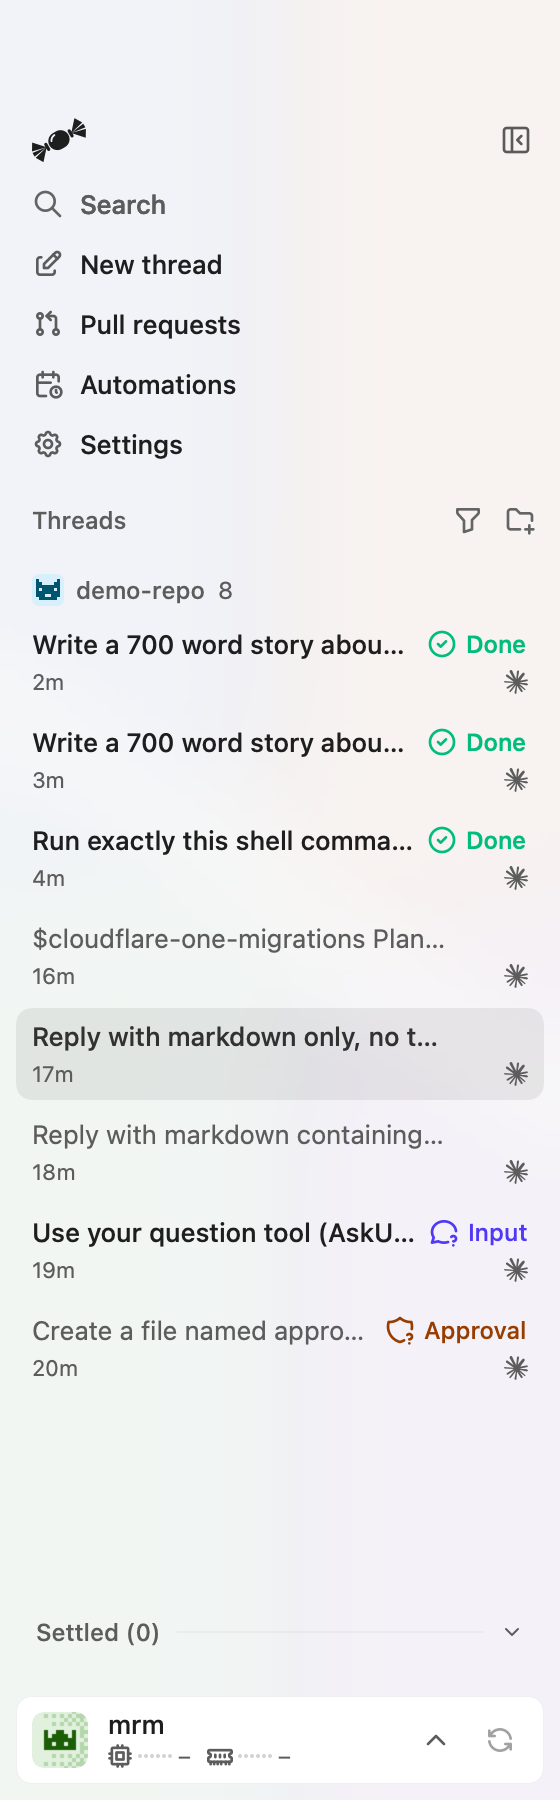 Search
New thread
Pull requests
Automations
Settings
Threads
demo-repo 8
Write a 700 word story abou... Done
2m
Write a 700 word story abou... Done
3m
Run exactly this shell comma... Done
4m
$cloudflare-one-migrations Plan...
16m
Reply with markdown only, no t...
17m
Reply with markdown containing...
18m
Use your question tool (AskU... Input
19m
Create a file named appro... Approval
20m
Settled (0)
mrm
– –